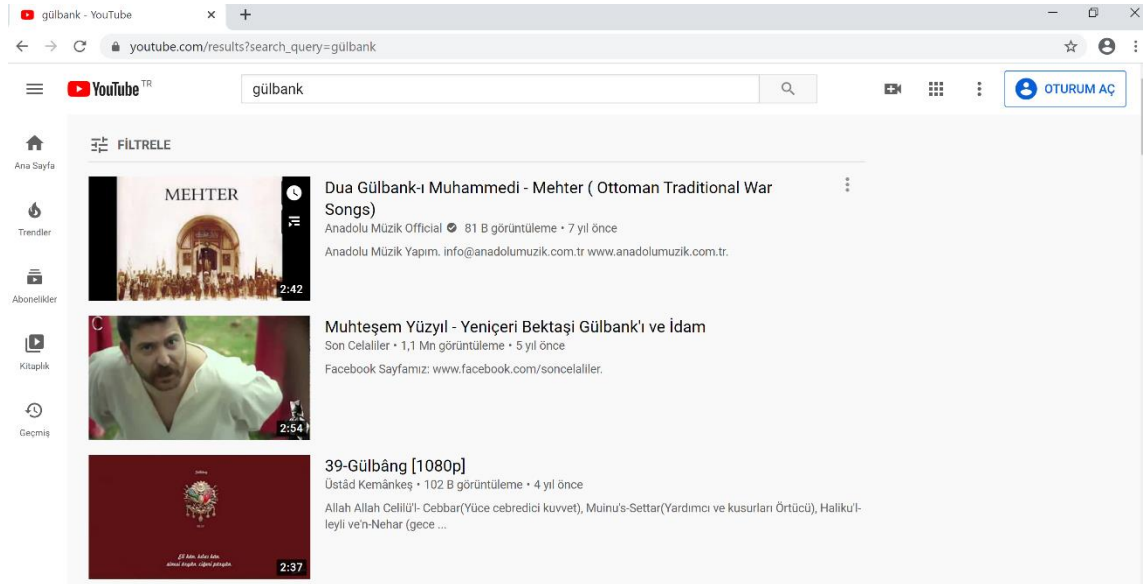 gülbank - YouTube
youtube.com/results?search_query=gülbank
YouTube TR
gülbank
OTURUM AÇ
Ana Sayfa
Trendler
Abonelikler
Kitaplık
Geçmiş
FİLTRELE
MEHTER
2:42
Dua Gülbank-ı Muhammedi - Mehter ( Ottoman Traditional War
Songs)
Anadolu Müzik Official 81 B görüntüleme • 7 yıl önce
Anadolu Müzik Yapım. info@anadolumuzik.com.tr www.anadolumuzik.com.tr.
C
2:54
Muhteşem Yüzyıl - Yeniçeri Bektaşi Gülbank'ı ve İdam
Son Celaliler • 1,1 Mn görüntüleme • 5 yıl önce
Facebook Sayfamız: www.facebook.com/soncelaliler.
2:37
39-Gülbâng [1080p]
Üstâd Kemânkeş • 102 B görüntüleme • 4 yıl önce
Allah Allah Celilü'l- Cebbar(Yüce cebredici kuvvet), Muinu's-Settar(Yardımcı ve kusurları Örtücü), Haliku'l-
leyli ve'n-Nehar (gece ...